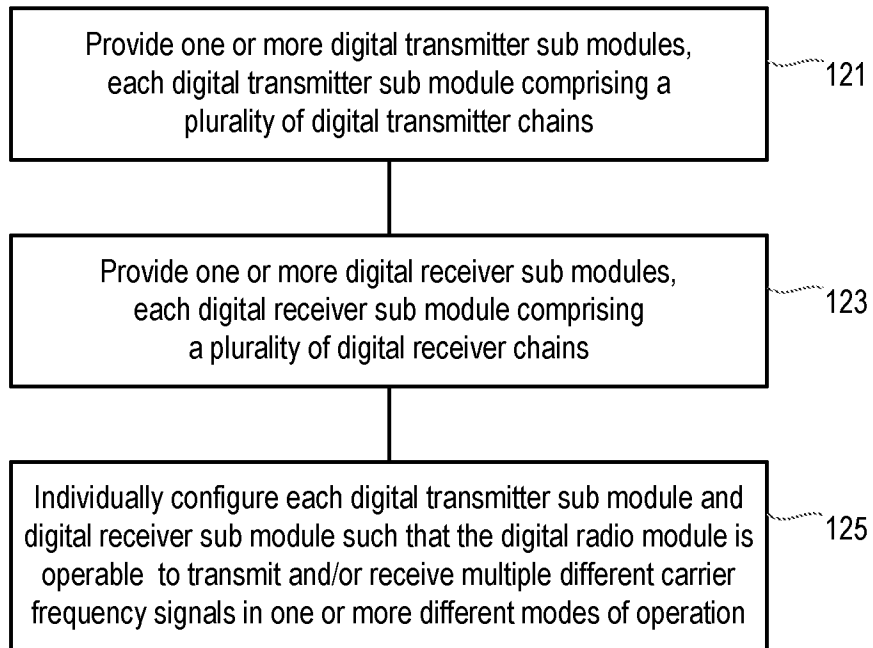 Provide one or more digital transmitter sub modules,
each digital transmitter sub module comprising a
plurality of digital transmitter chains
121
Provide one or more digital receiver sub modules,
each digital receiver sub module comprising
a plurality of digital receiver chains
123
Individually configure each digital transmitter sub module and
digital receiver sub module such that the digital radio module is
operable to transmit and/or receive multiple different carrier
frequency signals in one or more different modes of operation
125